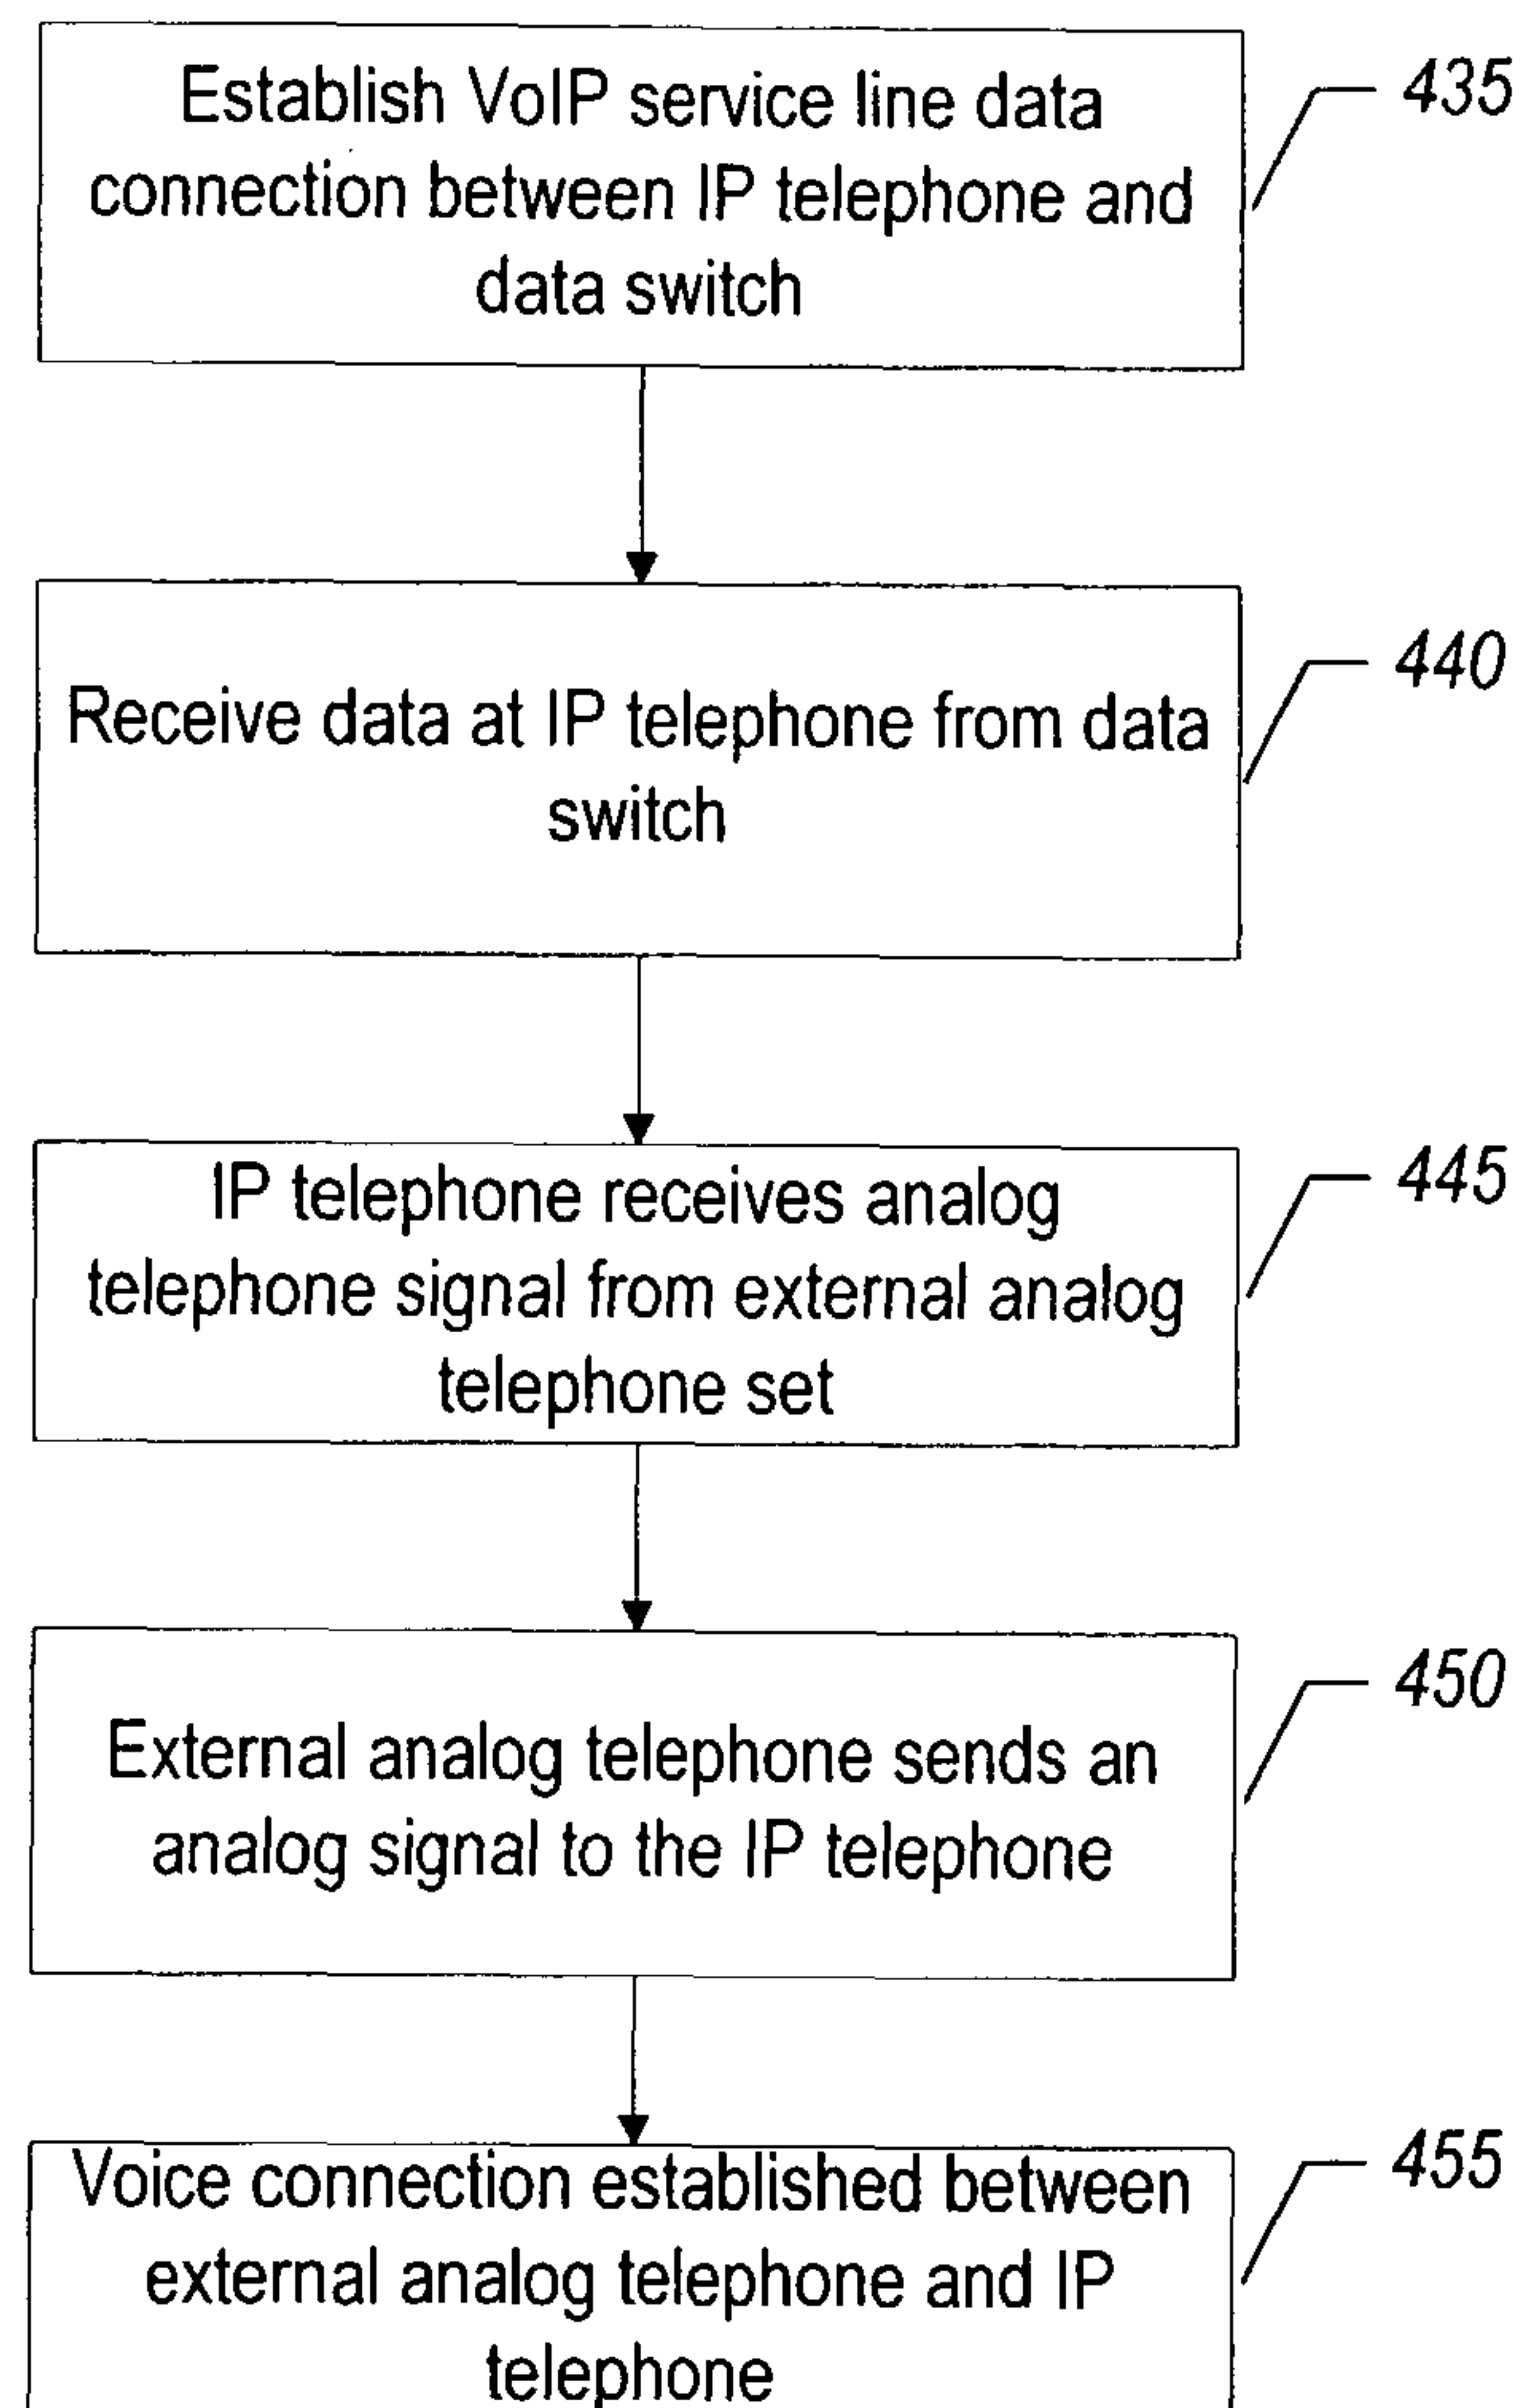 Establish VoIP service line data
connection between IP telephone and
data switch
435
Receive data at IP telephone from data
switch
440
IP telephone receives analog
telephone signal from external analog
telephone set
445
External analog telephone sends an
analog signal to the IP telephone
450
Voice connection established between
external analog telephone and IP
telephone
455